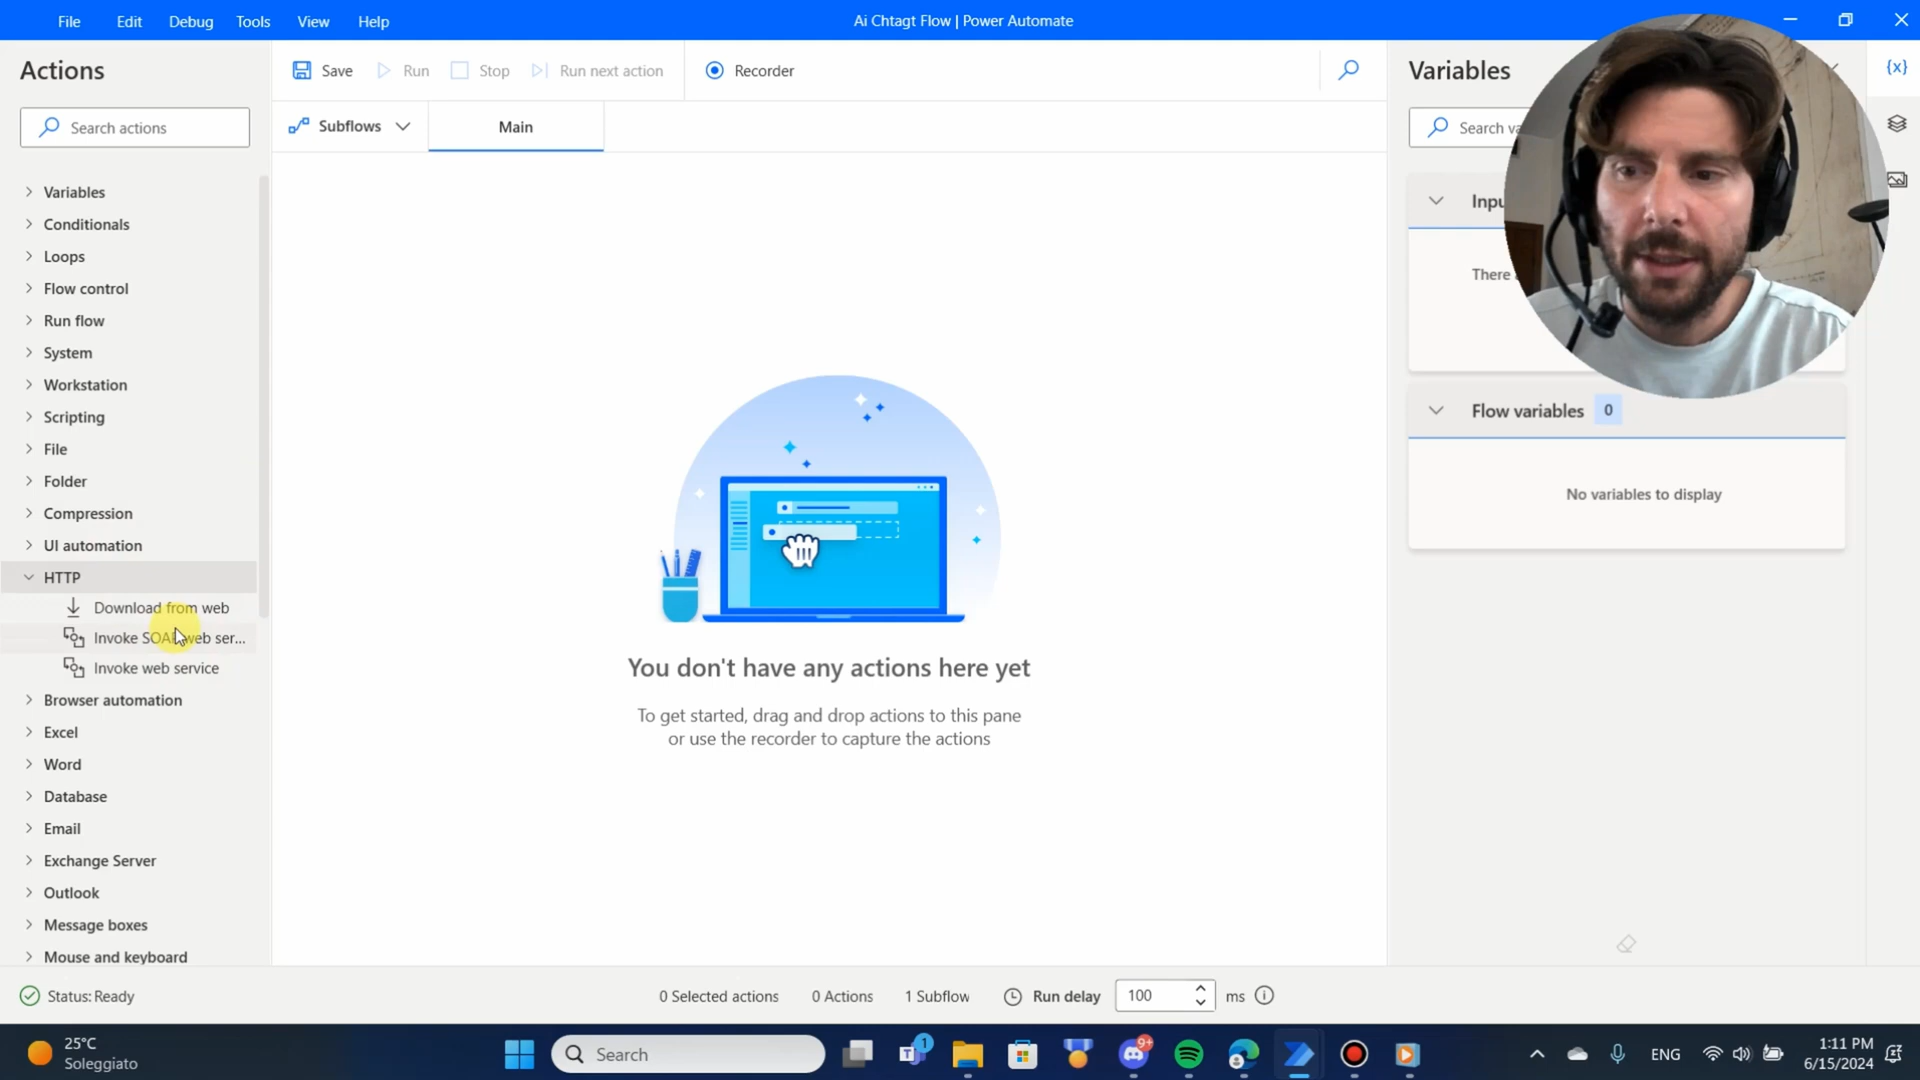 File Edit Debug Tools View Help
Ai Chtagt Flow | Power Automate
Actions
Search actions
Variables
Conditionals
Loops
Flow control
Run flow
System
Workstation
Scripting
File
Folder
Compression
UI automation
HTTP
Download from web
Invoke SOAP web ser...
Invoke web service
Browser automation
Excel
Word
Database
Email
Exchange Server
Outlook
Message boxes
Mouse and keyboard
Save Run Stop Run next action Recorder
Subflows Main
You don't have any actions here yet
To get started, drag and drop actions to this pane
or use the recorder to capture the actions
Variables
{x}
Search va
Inpu
There
Flow variables 0
No variables to display
Status: Ready 0 Selected actions 0 Actions 1 Subflow Run delay 100 ms
25°C
Soleggiato
Search
1
9+
ENG
1:11 PM
6/15/2024